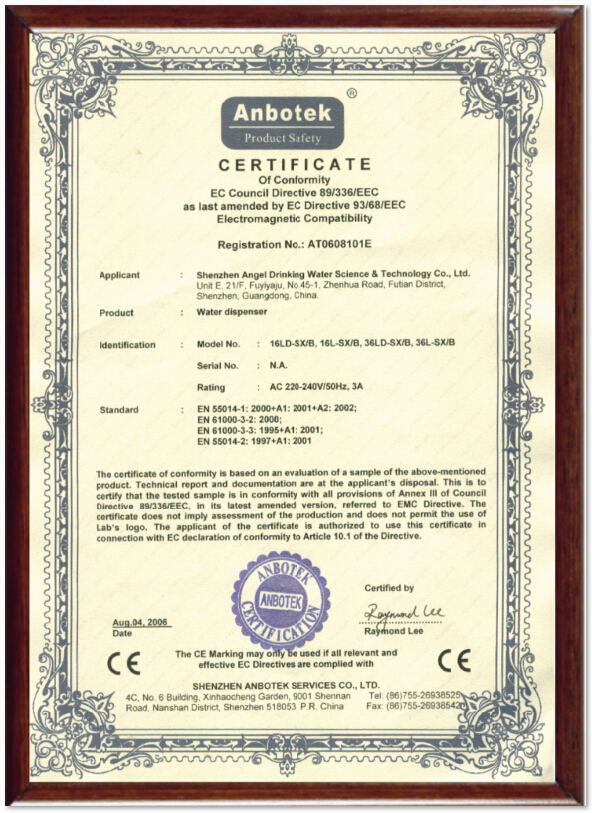 Anbotek ®
Product Safety
CERTIFICATE
Of Conformity
EC Council Directive 89/336/EEC
as last amended by EC Directive 93/68/EEC
Electromagnetic Compatibility
Registration No.: AT0608101E
Applicant : Shenzhen Angel Drinking Water Science & Technology Co., Ltd.
Unit E, 21/F, Fuyiyaju, No.45-1, Zhenhua Road, Futian District,
Shenzhen, Guangdong, China.
Product : Water dispenser
Identification : Model No. : 16LD-SX/B, 16L-SX/B, 36LD-SX/B, 36L-SX/B
Serial No. : N.A.
Rating : AC 220-240V/50Hz, 3A
Standard : EN 55014-1: 2000+A1: 2001+A2: 2002;
EN 61000-3-2: 2000;
EN 61000-3-3: 1995+A1: 2001;
EN 55014-2: 1997+A1: 2001
The certificate of conformity is based on an evaluation of a sample of the above-mentioned
product. Technical report and documentation are at the applicant's disposal. This is to
certify that the tested sample is in conformity with all provisions of Annex III of Council
Directive 89/336/EEC, in its latest amended version, referred to EMC Directive. The
certificate does not imply assessment of the production and does not permit the use of
Lab's logo. The applicant of the certificate is authorized to use this certificate in
connection with EC declaration of conformity to Article 10.1 of the Directive.
ANBOTEK
ANBOTEK
CERTIFICATION
Certified by
Raymond Lee
Raymond Lee
Aug.04, 2006
Date
CE
The CE Marking may only be used if all relevant and
effective EC Directives are complied with
CE
SHENZHEN ANBOTEK SERVICES CO., LTD.
4C, No. 6 Building, Xinhaocheng Garden, 9001 Shennan Tel: (86)755-26938525
Road, Nanshan District, Shenzhen 518053 P.R. China Fax: (86)755-26938542